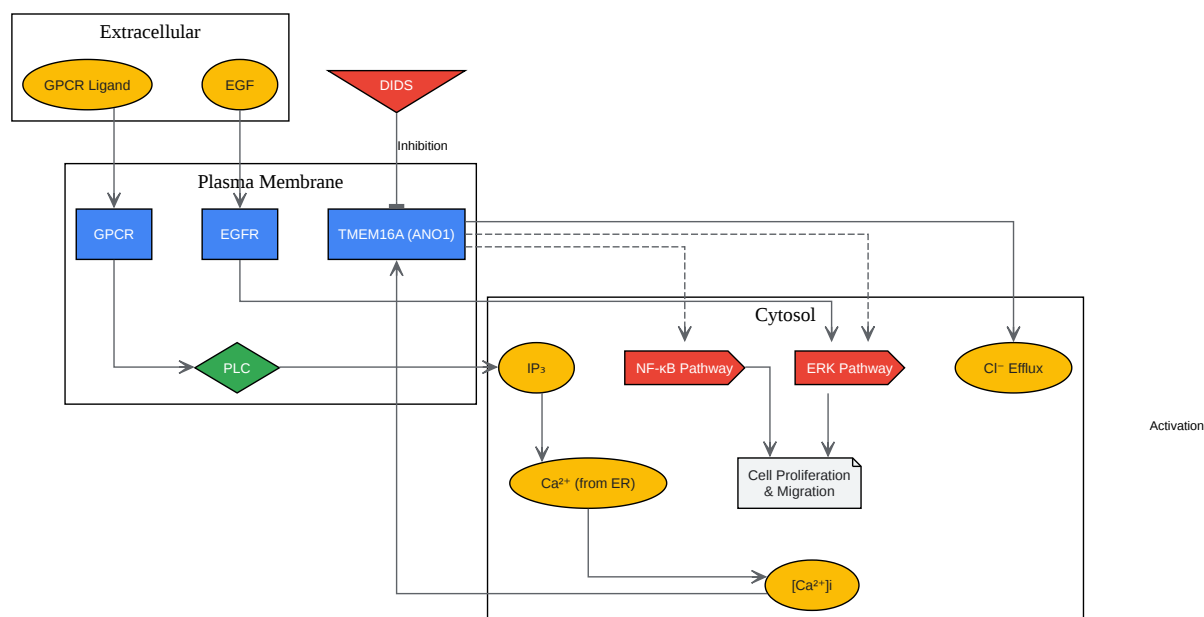 Extracellular
GPCR Ligand
EGF
DIDS
Inhibition
Plasma Membrane
GPCR
EGFR
TMEM16A (ANO1)
Cytosol
PLC
IP₃
NF-κB Pathway
ERK Pathway
Cl⁻ Efflux
Activation
Ca²⁺ (from ER)
Cell Proliferation
& Migration
[Ca²⁺]i